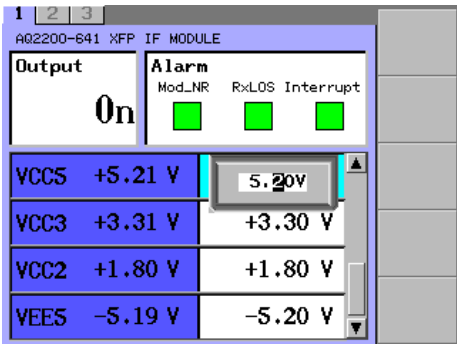 1 2 3
AQ2200-641 XFP IF MODULE
Output Alarm
Mod_NR RxLOS Interrupt
On
VCC5 +5.21 V 5.20V
VCC3 +3.31 V +3.30 V
VCC2 +1.80 V +1.80 V
VEE5 -5.19 V -5.20 V